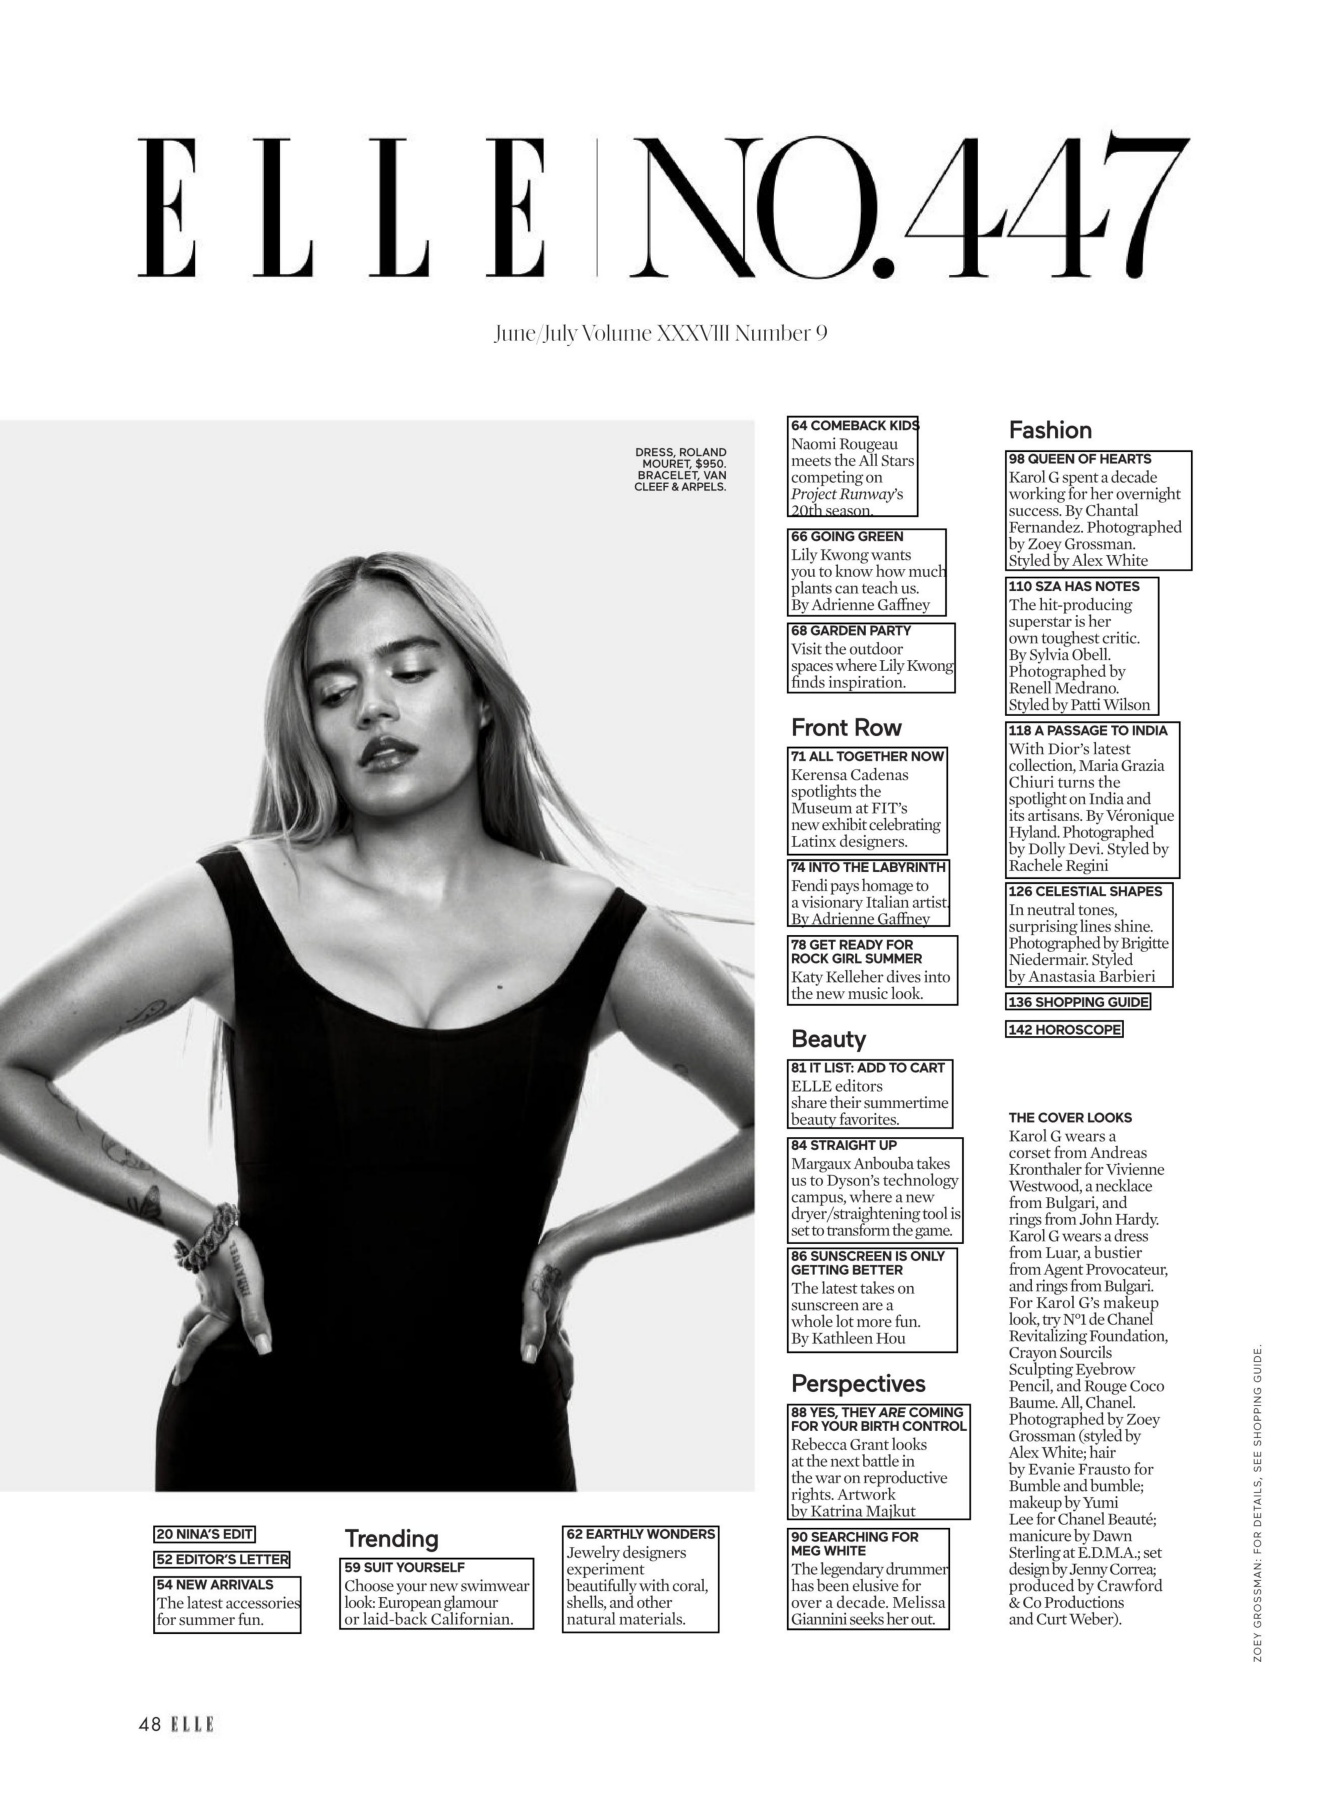 ELLE | NO.447
June/July Volume XXXVIII Number 9
DRESS, ROLAND
MOURET, $950.
BRACELET, VAN
CLEEF & ARPELS.
20 NINA'S EDIT
52 EDITOR'S LETTER
54 NEW ARRIVALS
The latest accessories
for summer fun.
Trending
59 SUIT YOURSELF
Choose your new swimwear
look: European glamour
or laid-back Californian.
62 EARTHLY WONDERS
Jewelry designers
experiment
beautifully with coral,
shells, and other
natural materials.
64 COMEBACK KIDS
Naomi Rougeau
meets the All Stars
competing on
Project Runway's
20th season.
66 GOING GREEN
Lily Kwong wants
you to know how much
plants can teach us.
By Adrienne Gaffney
68 GARDEN PARTY
Visit the outdoor
spaces where Lily Kwong
finds inspiration.
Front Row
71 ALL TOGETHER NOW
Kerensa Cadenas
spotlights the
Museum at FIT's
new exhibit celebrating
Latinx designers.
74 INTO THE LABYRINTH
Fendi pays homage to
a visionary Italian artist.
By Adrienne Gaffney
78 GET READY FOR
ROCK GIRL SUMMER
Katy Kelleher dives into
the new music look.
Beauty
81 IT LIST: ADD TO CART
ELLE editors
share their summertime
beauty favorites.
84 STRAIGHT UP
Margaux Anbouba takes
us to Dyson's technology
campus, where a new
dryer/straightening tool is
set to transform the game.
86 SUNSCREEN IS ONLY
GETTING BETTER
The latest takes on
sunscreen are a
whole lot more fun.
By Kathleen Hou
Perspectives
88 YES, THEY ARE COMING
FOR YOUR BIRTH CONTROL
Rebecca Grant looks
at the next battle in
the war on reproductive
rights. Artwork
by Katrina Majkut
90 SEARCHING FOR
MEG WHITE
The legendary drummer
has been elusive for
over a decade. Melissa
Giannini seeks her out.
Fashion
98 QUEEN OF HEARTS
Karol G spent a decade
working for her overnight
success. By Chantal
Fernandez. Photographed
by Zoey Grossman.
Styled by Alex White
110 SZA HAS NOTES
The hit-producing
superstar is her
own toughest critic.
By Sylvia Obell.
Photographed by
Renell Medrano.
Styled by Patti Wilson
118 A PASSAGE TO INDIA
With Dior's latest
collection, Maria Grazia
Chiuri turns the
spotlight on India and
its artisans. By Véronique
Hyland. Photographed
by Dolly Devi. Styled by
Rachele Regini
126 CELESTIAL SHAPES
In neutral tones,
surprising lines shine.
Photographed by Brigitte
Niedermair. Styled
by Anastasia Barbieri
136 SHOPPING GUIDE
142 HOROSCOPE
THE COVER LOOKS
Karol G wears a
corset from Andreas
Kronthaler for Vivienne
Westwood, a necklace
from Bulgari, and
rings from John Hardy.
Karol G wears a dress
from Luar, a bustier
from Agent Provocateur,
and rings from Bulgari.
For Karol G's makeup
look, try Nº1 de Chanel
Revitalizing Foundation,
Crayon Sourcils
Sculpting Eyebrow
Pencil, and Rouge Coco
Baume. All, Chanel.
Photographed by Zoey
Grossman (styled by
Alex White; hair
by Evanie Frausto for
Bumble and bumble;
makeup by Yumi
Lee for Chanel Beauté;
manicure by Dawn
Sterling at E.D.M.A.; set
design by Jenny Correa;
produced by Crawford
& Co Productions
and Curt Weber).
ZOEY GROSSMAN: FOR DETAILS, SEE SHOPPING GUIDE.
48 ELLE